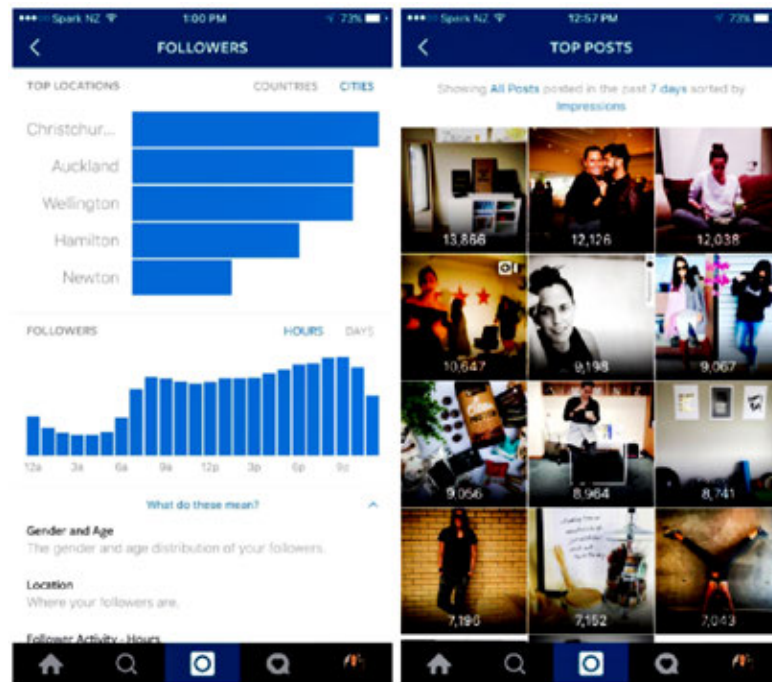 Spark NZ 1:00 PM 73%
FOLLOWERS
TOP LOCATIONS COUNTRIES CITIES
Christchur...
Auckland
Wellington
Hamilton
Newton
FOLLOWERS HOURS DAYS
12a 3a 6a 9a 12p 3p 6p 9p
What do these mean?
Gender and Age
The gender and age distribution of your followers.
Location
Where your followers are.
Follower Activity - Hours
Spark NZ 12:57 PM 73%
TOP POSTS
Showing All Posts posted in the past 7 days sorted by
Impressions
13,866 12,126 12,038
10,647 9,198 9,067
9,056 8,964 8,741
7,196 7,152 7,043